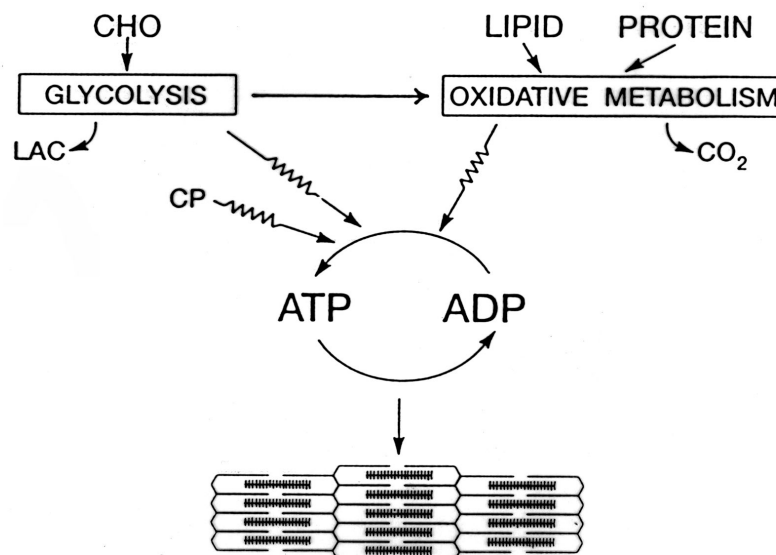 CHO
LIPID PROTEIN
GLYCOLYSIS
OXIDATIVE METABOLISM
LAC
CO₂
CP
ATP ADP